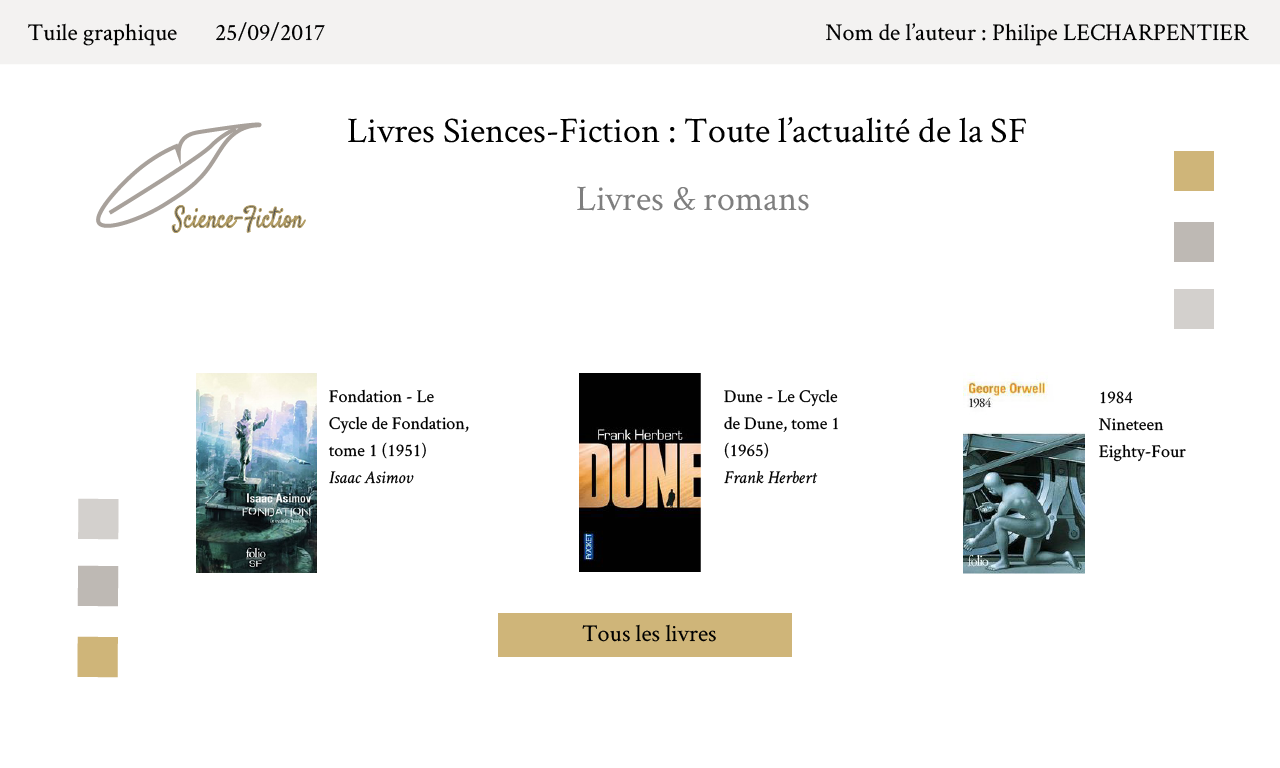 Tuile graphique 25/09/2017 Nom de l’auteur : Philipe LECHARPENTIER
Livres Siences-Fiction : Toute l’actualité de la SF
Livres & romans
Science-Fiction
Fondation - Le
Cycle de Fondation,
tome 1 (1951)
Isaac Asimov
Isaac Asimov
FONDATION
folio
SF
Dune - Le Cycle
de Dune, tome 1
(1965)
Frank Herbert
Frank Herbert
DUNE
POCKET
George Orwell
1984
folio
1984
Nineteen
Eighty-Four
Tous les livres